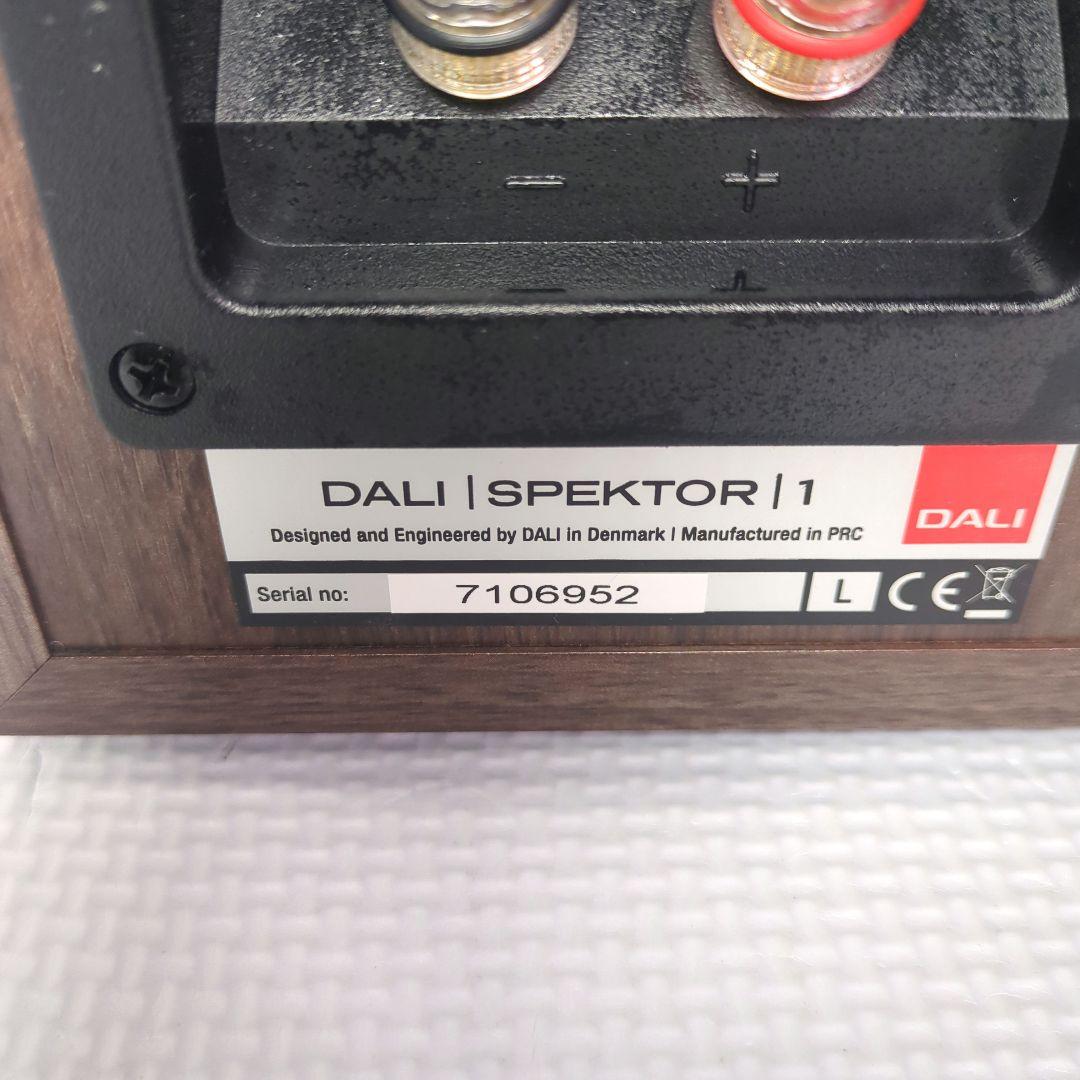 − +
DALI | SPEKTOR | 1
Designed and Engineered by DALI in Denmark | Manufactured in PRC
DALI
Serial no: 7106952 L CE